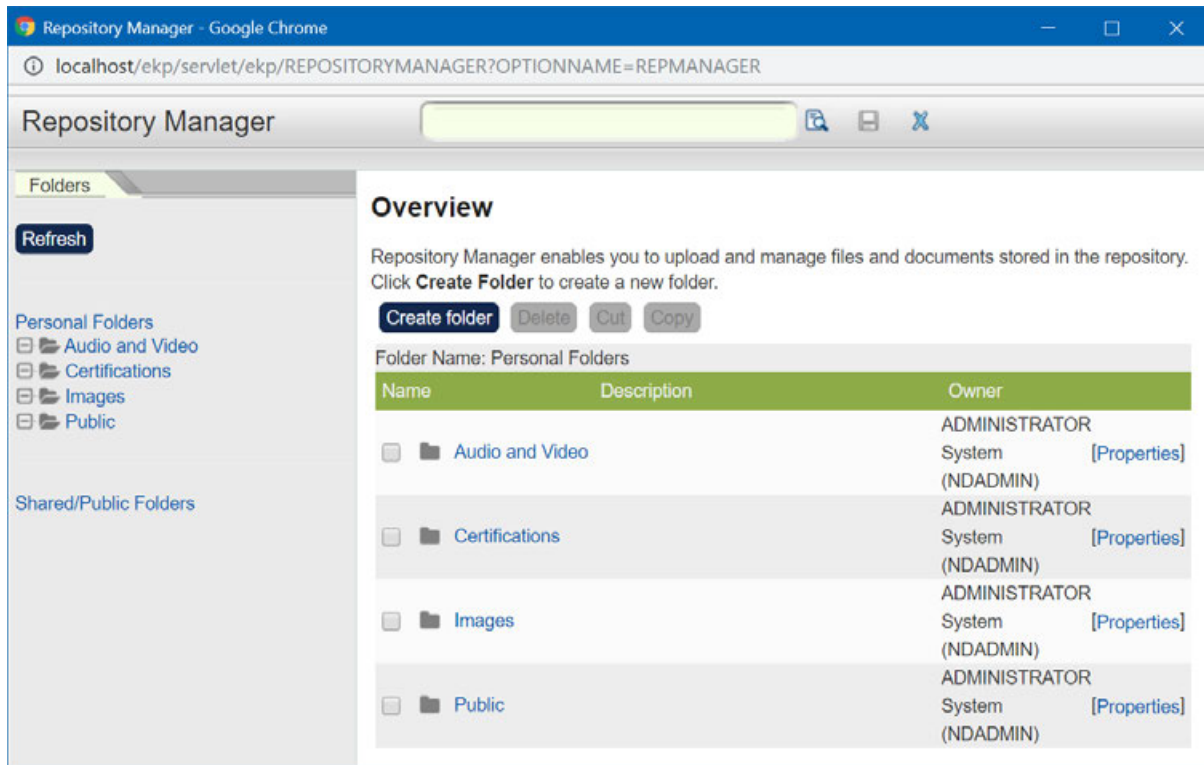 Repository Manager - Google Chrome
localhost/ekp/servlet/ekp/REPOSITORYMANAGER?OPTIONNAME=REPMANAGER
Repository Manager
Folders
Refresh
Personal Folders
Audio and Video
Certifications
Images
Public
Shared/Public Folders
Overview
Repository Manager enables you to upload and manage files and documents stored in the repository.
Click Create Folder to create a new folder.
Create folder Delete Cut Copy
Folder Name: Personal Folders
Name Description Owner
ADMINISTRATOR
Audio and Video System [Properties]
(NDADMIN)
ADMINISTRATOR
Certifications System [Properties]
(NDADMIN)
ADMINISTRATOR
Images System [Properties]
(NDADMIN)
ADMINISTRATOR
Public System [Properties]
(NDADMIN)